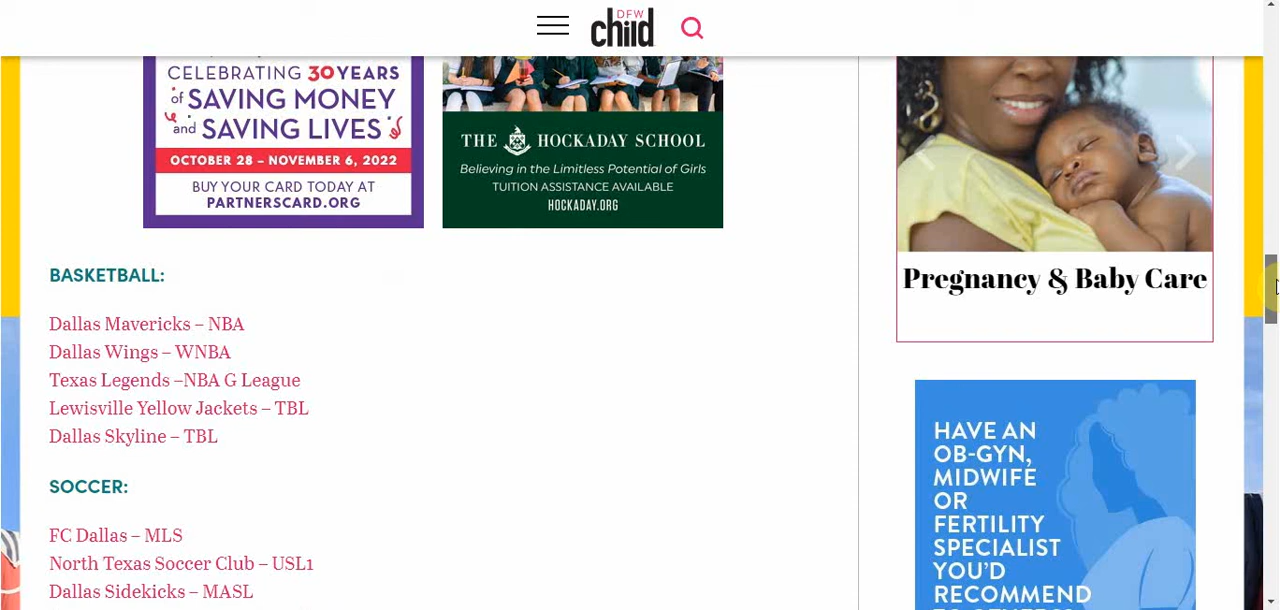 DFW
child
CELEBRATING 30 YEARS
of SAVING MONEY
and SAVING LIVES
OCTOBER 28 – NOVEMBER 6, 2022
BUY YOUR CARD TODAY AT
PARTNERSCARD.ORG
THE HOCKADAY SCHOOL
Believing in the Limitless Potential of Girls
TUITION ASSISTANCE AVAILABLE
HOCKADAY.ORG
BASKETBALL:
Dallas Mavericks – NBA
Dallas Wings – WNBA
Texas Legends –NBA G League
Lewisville Yellow Jackets – TBL
Dallas Skyline – TBL
SOCCER:
FC Dallas – MLS
North Texas Soccer Club – USL1
Dallas Sidekicks – MASL
Pregnancy & Baby Care
HAVE AN
OB-GYN,
MIDWIFE
OR
FERTILITY
SPECIALIST
YOU'D
RECOMMEND